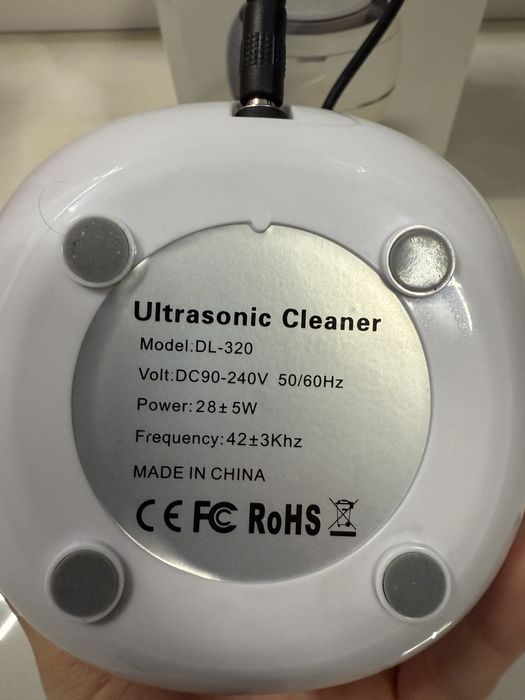 Ultrasonic Cleaner
Model:DL-320
Volt:DC90-240V 50/60Hz
Power:28±5W
Frequency:42±3Khz
MADE IN CHINA
CE FC RoHS